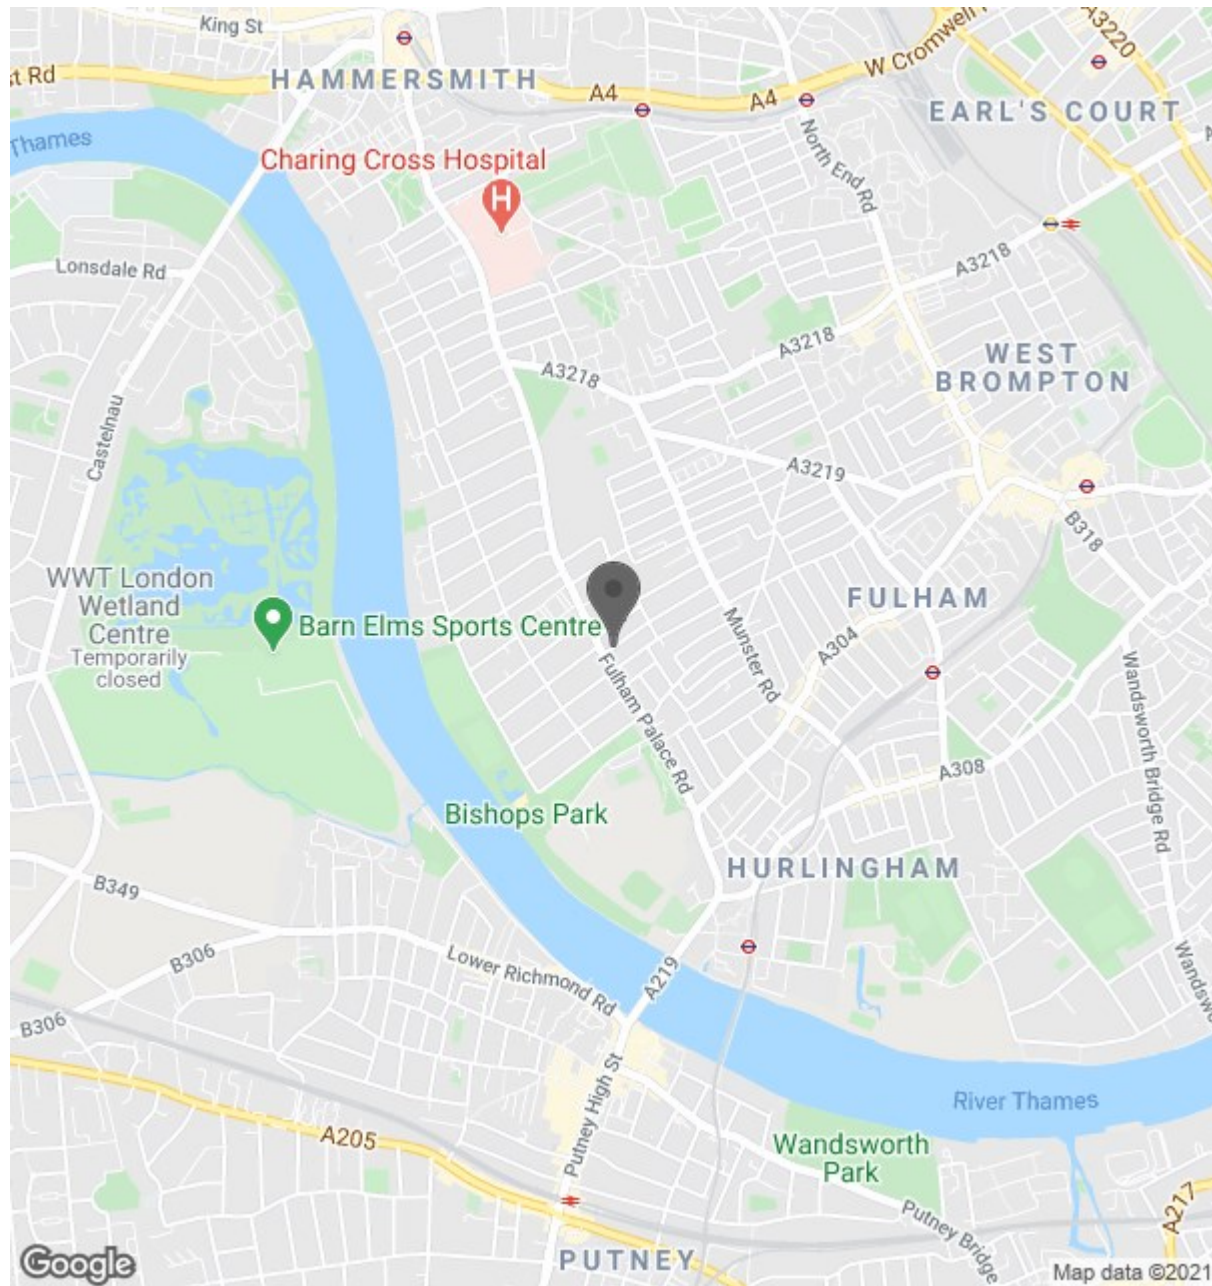 King St
A3220
W Cromwell R
st Rd
HAMMERSMITH
A4
A4
EARL'S COURT
Thames
Charing Cross Hospital
H
North End Rd
A
Lonsdale Rd
A3218
A3218
WEST
BROMPTON
A3218
Castelnau
A3219
B318
WWT London
Wetland
Centre
Temporarily
closed
Barn Elms Sports Centre
FULHAM
Munster Rd
A304
Fulham Palace Rd
Wandsworth Bridge Rd
A308
Bishops Park
HURLINGHAM
B349
B306
Lower Richmond Rd
A219
Wandswo
B306
River Thames
A205
Putney High St
Wandsworth
Park
A217
Putney Bridge
PUTNEY
Google
Map data ©2021